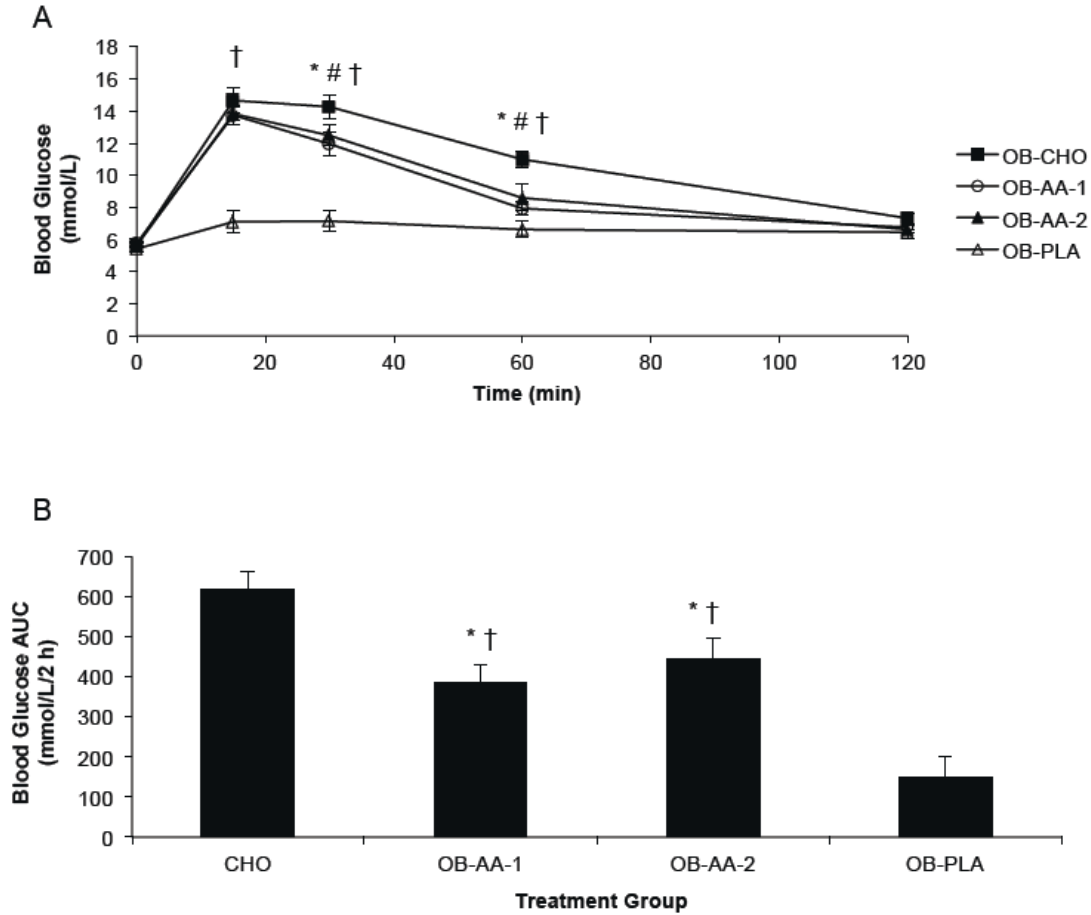 A
18
†
16
* # †
14
* # †
12
10
8
6
4
2
0
Blood Glucose
(mmol/L)
0 20 40 60 80 100 120
Time (min)
OB-CHO
OB-AA-1
OB-AA-2
OB-PLA
B
700
600
* †
500
* †
400
300
200
100
0
Blood Glucose AUC
(mmol/L/2 h)
CHO OB-AA-1 OB-AA-2 OB-PLA
Treatment Group